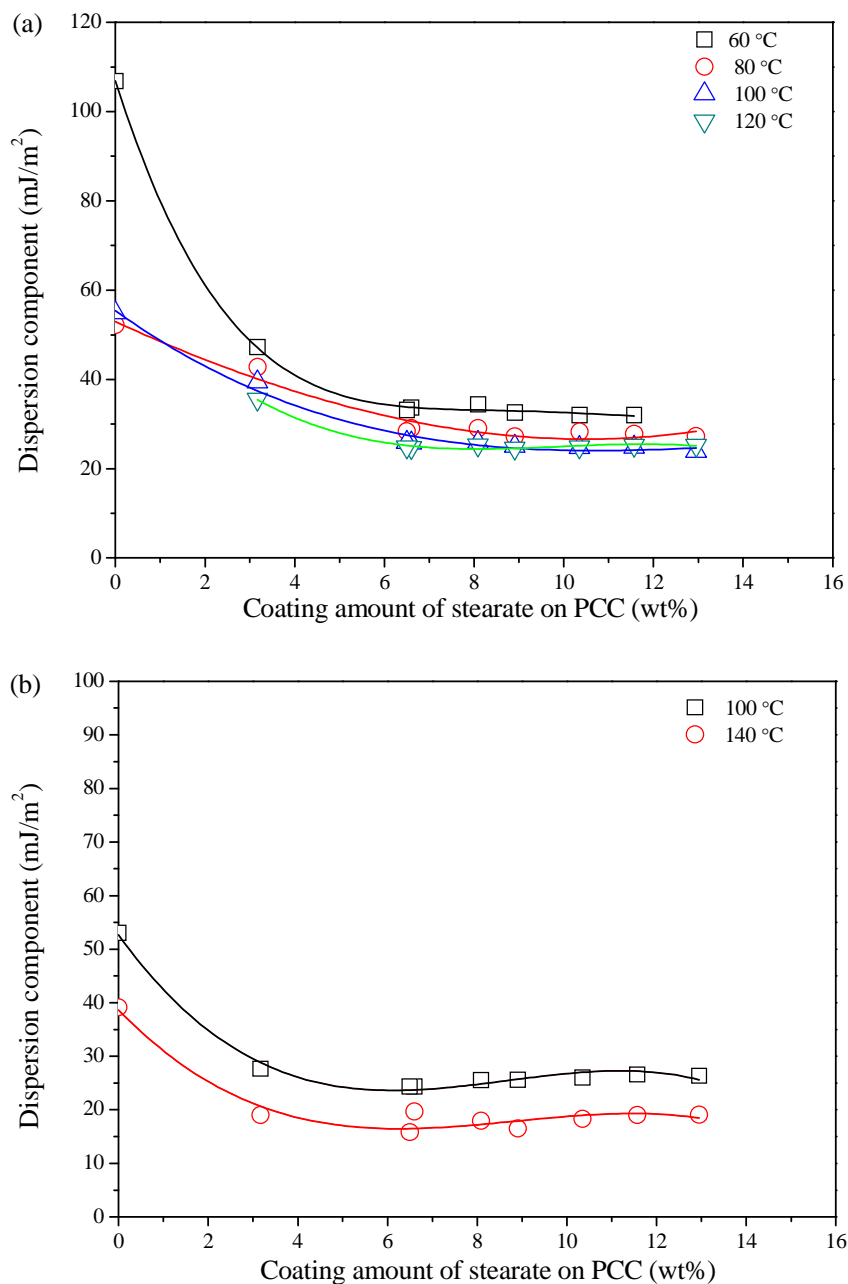 (a)
120
100
80
60
40
20
0
Dispersion component (mJ/m²)
60 °C
80 °C
100 °C
120 °C
0 2 4 6 8 10 12 14 16
Coating amount of stearate on PCC (wt%)
(b)
100
90
80
70
60
50
40
30
20
10
0
Dispersion component (mJ/m²)
100 °C
140 °C
0 2 4 6 8 10 12 14 16
Coating amount of stearate on PCC (wt%)